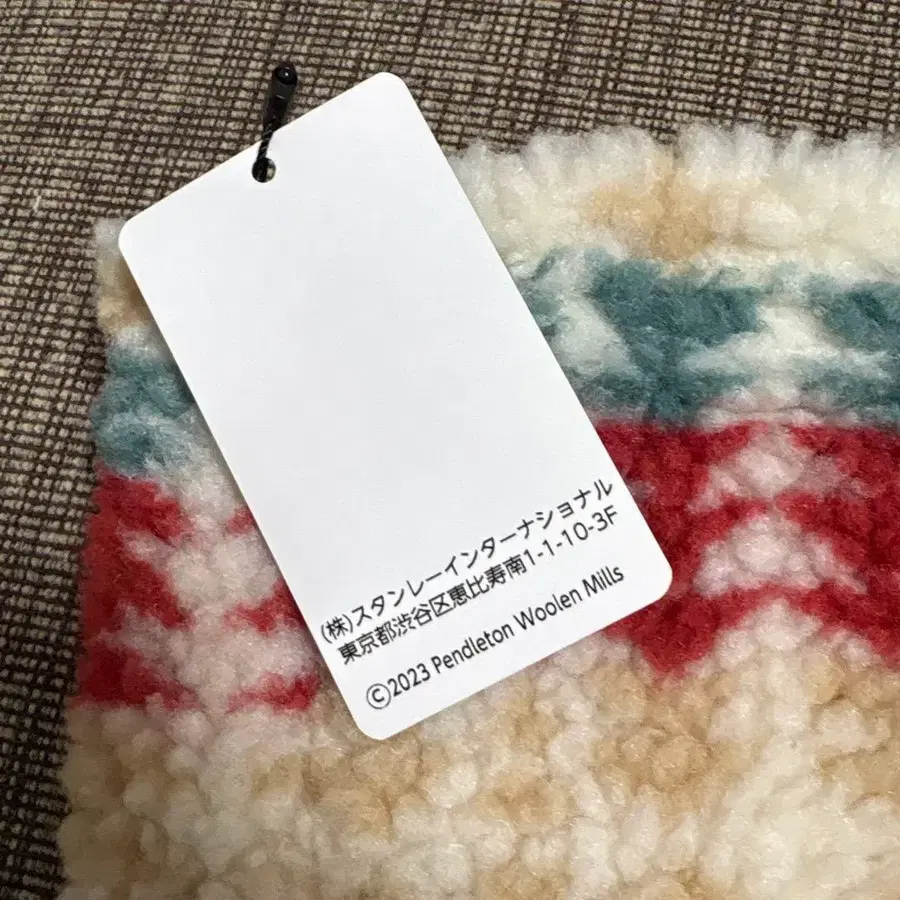 (株)スタンレーインターナショナル
東京都渋谷区恵比寿南1-1-10-3F
©2023 Pendleton Woolen Mills